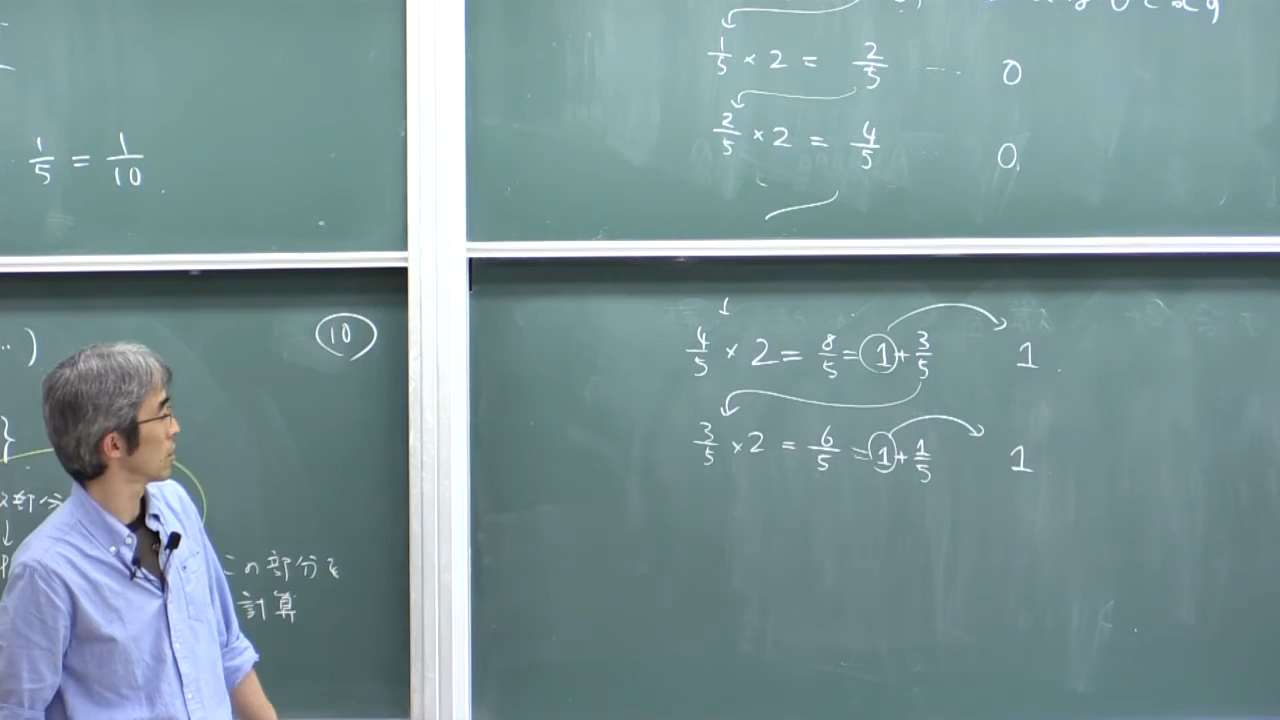 1/5 = 1/10
1/5 × 2 = 2/5 ... 0
2/5 × 2 = 4/5 0
10
4/5 × 2 = 8/5 = 1 + 3/5 1
3/5 × 2 = 6/5 = 1 + 1/5 1
..)
}
部分
この部分を
計算